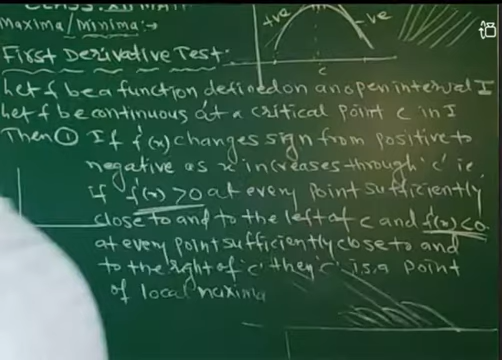 Maxima/Minima:→
+ve
-ve
c
First Derivative Test:
Let f be a function defined on an open interval I
Let f be continuous at a critical point c in I
Then ① If f'(x) changes sign from positive to
negative as x increases through 'c' ie.
if f'(x) >0 at every point sufficiently
close to and to the left of c and f(x) <0
at every point sufficiently close to and
to the right of 'c' then 'c' is a point
of local maxima